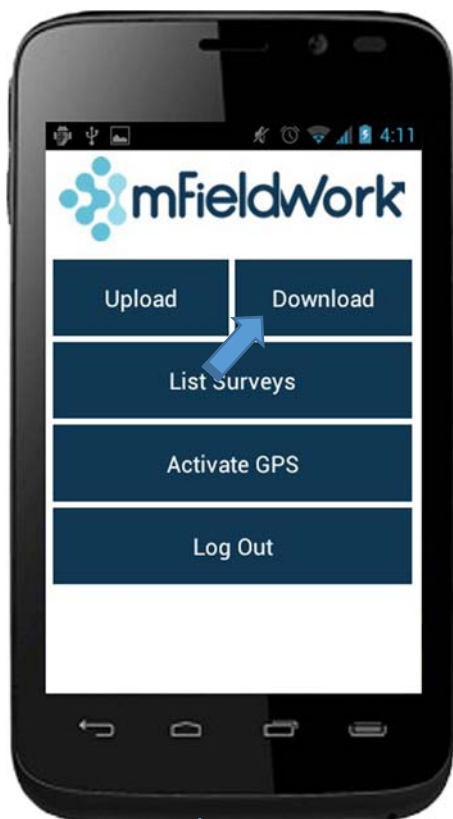 4:11
mFieldWork
Upload Download
List Surveys
Activate GPS
Log Out